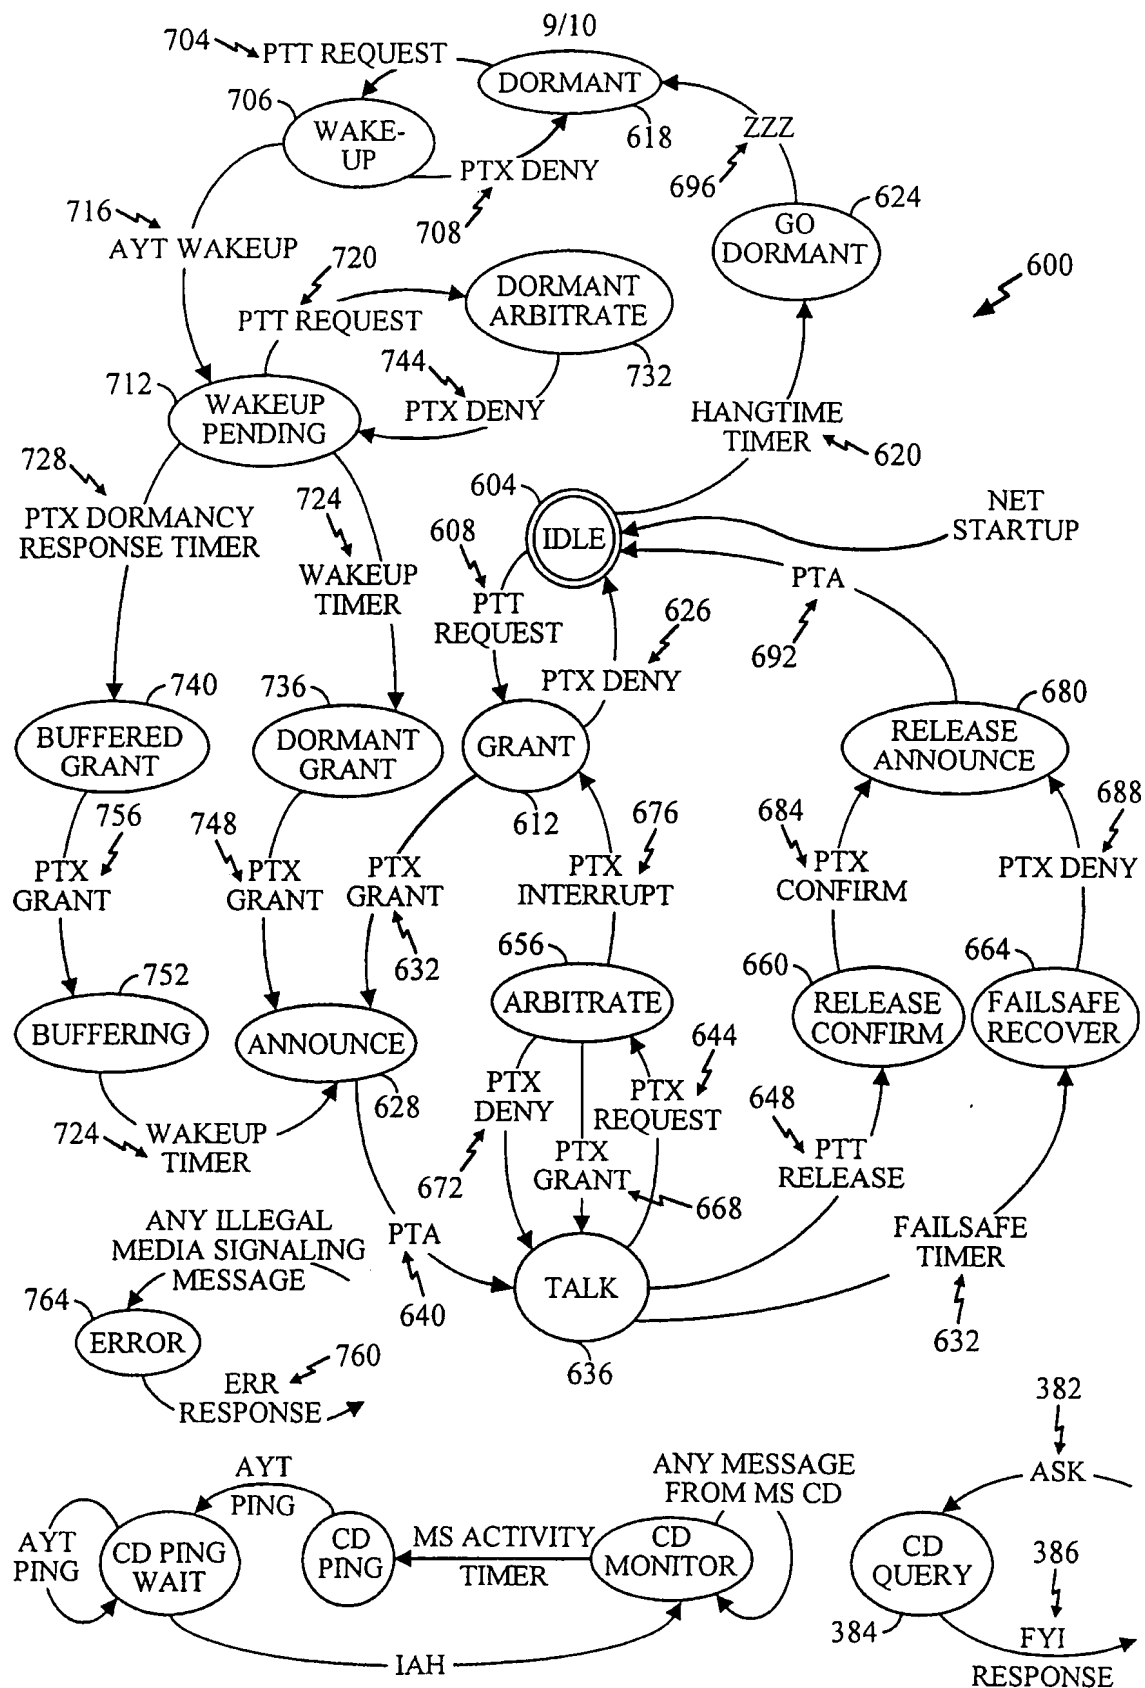 9/10
704
PTT REQUEST
DORMANT
706
WAKE-
UP
618
ZZZ
PTX DENY
696
708
624
GO
DORMANT
716
AYT WAKEUP
720
DORMANT
ARBITRATE
600
PTT REQUEST
744
732
712
WAKEUP
PENDING
PTX DENY
HANGTIME
TIMER
620
728
724
604
PTX DORMANCY
RESPONSE TIMER
IDLE
NET
STARTUP
608
WAKEUP
TIMER
PTT
REQUEST
PTA
626
692
PTX DENY
740
736
680
BUFFERED
GRANT
DORMANT
GRANT
GRANT
RELEASE
ANNOUNCE
612
756
748
676
684
688
PTX
GRANT
PTX
GRANT
PTX
GRANT
PTX
INTERRUPT
PTX
CONFIRM
PTX DENY
632
656
660
664
752
BUFFERING
ANNOUNCE
ARBITRATE
RELEASE
CONFIRM
FAILSAFE
RECOVER
628
PTX
DENY
PTX
REQUEST
644
648
724
WAKEUP
TIMER
672
PTX
GRANT
668
PTT
RELEASE
ANY ILLEGAL
MEDIA SIGNALING
MESSAGE
PTA
FAILSAFE
TIMER
764
ERROR
640
TALK
632
760
ERR
RESPONSE
636
382
ASK
AYT
PING
ANY MESSAGE
FROM MS CD
AYT
PING
CD PING
WAIT
CD
PING
MS ACTIVITY
TIMER
CD
MONITOR
CD
QUERY
386
384
IAH
FYI
RESPONSE